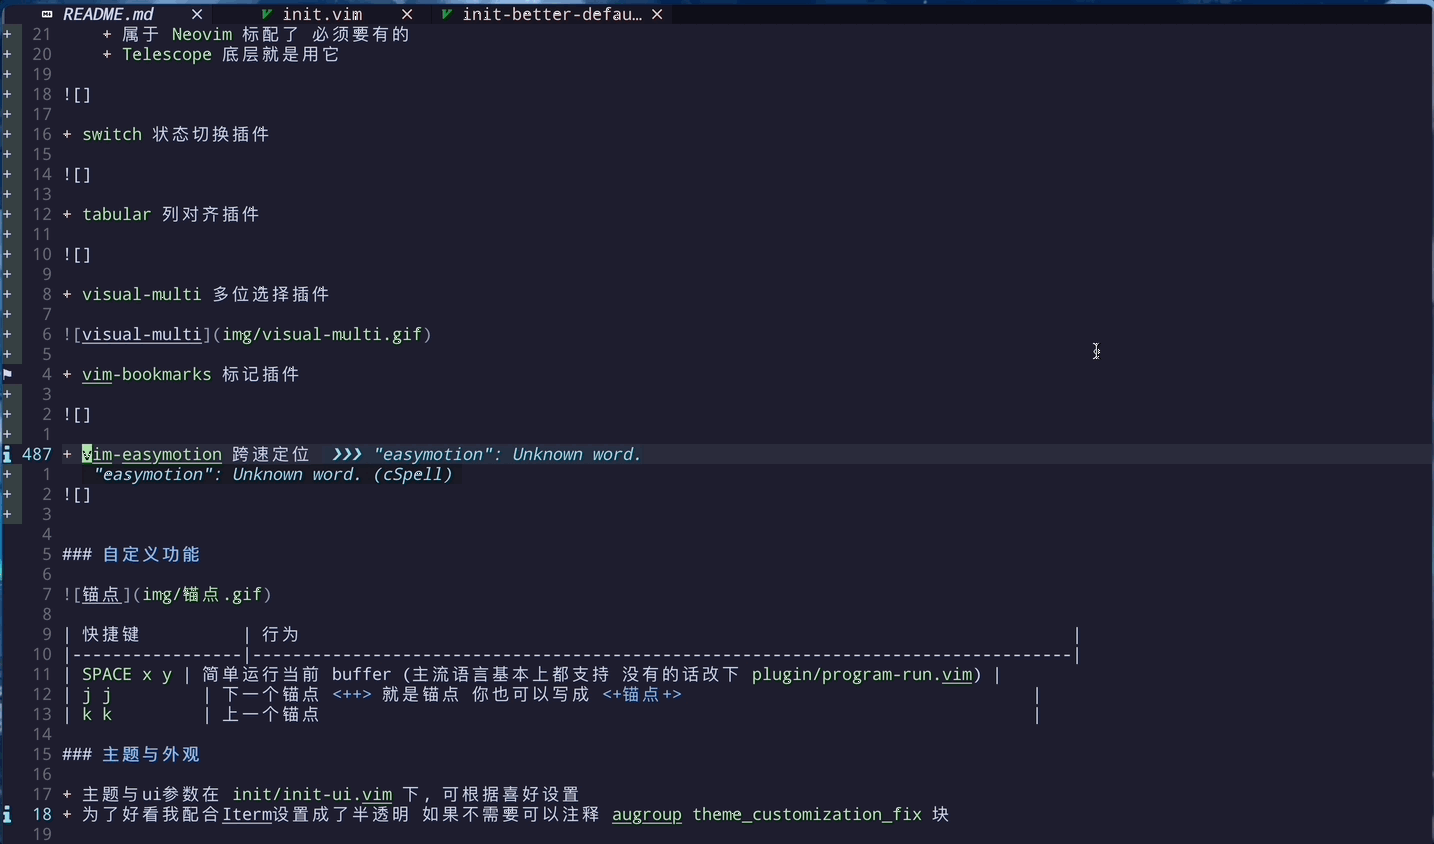 README.md init.vim init-better-defau…
21 + 属于 Neovim 标配了 必须要有的
20 + Telescope 底层就是用它
19
18 ![]
17
16 + switch 状态切换插件
15
14 ![]
13
12 + tabular 列对齐插件
11
10 ![]
9
8 + visual-multi 多位选择插件
7
6 ![visual-multi](img/visual-multi.gif)
5
4 + vim-bookmarks 标记插件
3
2 ![]
1
487 + vim-easymotion 跨速定位 ❯❯❯ "easymotion": Unknown word.
1 "easymotion": Unknown word. (cSpell)
2 ![]
3
4
5 ### 自定义功能
6
7 ![锚点](img/锚点.gif)
8
9 | 快捷键 | 行为 |
10 |-----------------|----------------------------------------------------------------------------------|
11 | SPACE x y | 简单运行当前 buffer (主流语言基本上都支持 没有的话改下 plugin/program-run.vim) |
12 | j j | 下一个锚点 <++> 就是锚点 你也可以写成 <+锚点+> |
13 | k k | 上一个锚点 |
14
15 ### 主题与外观
16
17 + 主题与ui参数在 init/init-ui.vim 下, 可根据喜好设置
18 + 为了好看我配合Iterm设置成了半透明 如果不需要可以注释 augroup theme_customization_fix 块
19